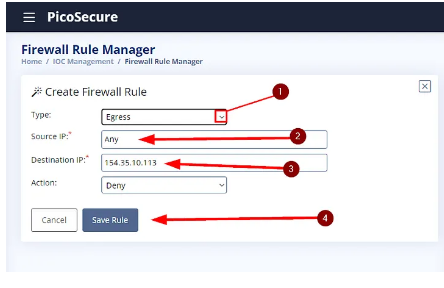 PicoSecure
Firewall Rule Manager
Home / IOC Management / Firewall Rule Manager
Create Firewall Rule
1
Type: Egress
Source IP:* Any 2
Destination IP:* 154.35.10.113 3
Action: Deny
Cancel Save Rule 4